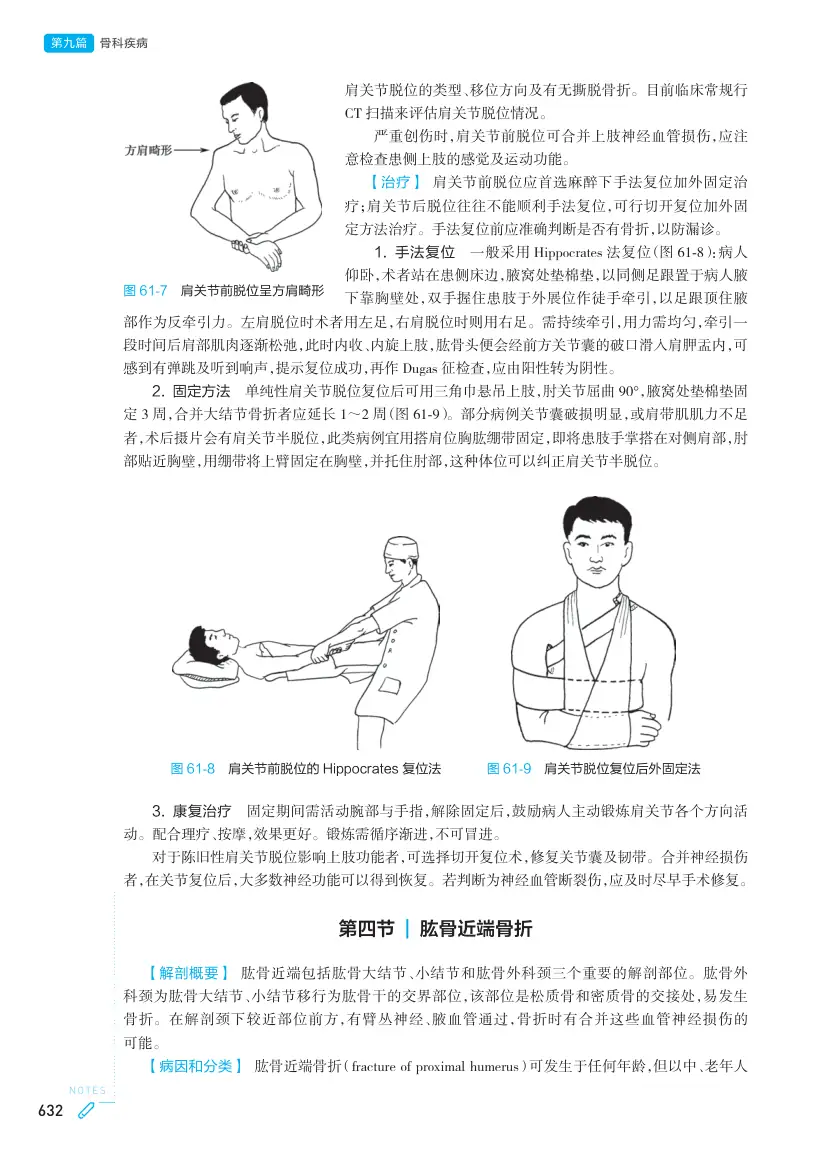 第九篇 骨科疾病
肩关节脱位的类型、移位方向及有无撕脱骨折。目前临床常规行
CT 扫描来评估肩关节脱位情况。
严重创伤时,肩关节前脱位可合并上肢神经血管损伤,应注
意检查患侧上肢的感觉及运动功能。
【治疗】 肩关节前脱位应首选麻醉下手法复位加外固定治
疗;肩关节后脱位往往不能顺利手法复位,可行切开复位加外固
定方法治疗。手法复位前应准确判断是否有骨折,以防漏诊。
1. 手法复位 一般采用 Hippocrates 法复位(图 61-8):病人
仰卧,术者站在患侧床边,腋窝处垫棉垫,以同侧足跟置于病人腋
下靠胸壁处,双手握住患肢于外展位作徒手牵引,以足跟顶住腋
方肩畸形
图 61-7 肩关节前脱位呈方肩畸形
部作为反牵引力。左肩脱位时术者用左足,右肩脱位时则用右足。需持续牵引,用力需均匀,牵引一
段时间后肩部肌肉逐渐松弛,此时内收、内旋上肢,肱骨头便会经前方关节囊的破口滑入肩胛盂内,可
感到有弹跳及听到响声,提示复位成功,再作 Dugas 征检查,应由阳性转为阴性。
2. 固定方法 单纯性肩关节脱位复位后可用三角巾悬吊上肢,肘关节屈曲 90°,腋窝处垫棉垫固
定 3 周,合并大结节骨折者应延长 1～2 周(图 61-9)。部分病例关节囊破损明显,或肩带肌肌力不足
者,术后摄片会有肩关节半脱位,此类病例宜用搭肩位胸肱绷带固定,即将患肢手掌搭在对侧肩部,肘
部贴近胸壁,用绷带将上臂固定在胸壁,并托住肘部,这种体位可以纠正肩关节半脱位。
图 61-8 肩关节前脱位的 Hippocrates 复位法
图 61-9 肩关节脱位复位后外固定法
3. 康复治疗 固定期间需活动腕部与手指,解除固定后,鼓励病人主动锻炼肩关节各个方向活
动。配合理疗、按摩,效果更好。锻炼需循序渐进,不可冒进。
对于陈旧性肩关节脱位影响上肢功能者,可选择切开复位术,修复关节囊及韧带。合并神经损伤
者,在关节复位后,大多数神经功能可以得到恢复。若判断为神经血管断裂伤,应及时尽早手术修复。
第四节 | 肱骨近端骨折
【解剖概要】 肱骨近端包括肱骨大结节、小结节和肱骨外科颈三个重要的解剖部位。肱骨外
科颈为肱骨大结节、小结节移行为肱骨干的交界部位,该部位是松质骨和密质骨的交接处,易发生
骨折。在解剖颈下较近部位前方,有臂丛神经、腋血管通过,骨折时有合并这些血管神经损伤的
可能。
【病因和分类】 肱骨近端骨折(fracture of proximal humerus)可发生于任何年龄,但以中、老年人
NOTES
632